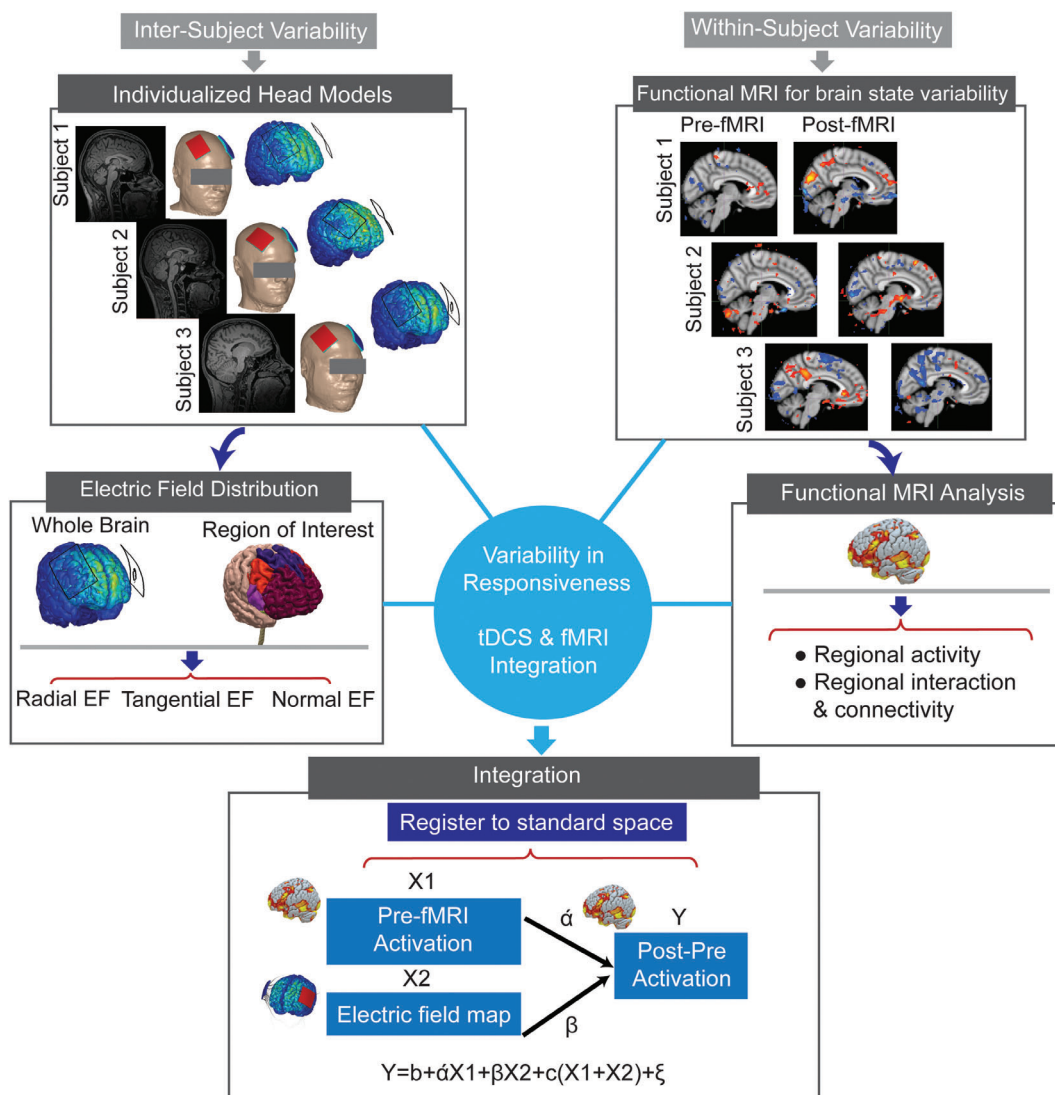 Inter-Subject Variability
Individualized Head Models
Subject 1
Subject 2
Subject 3
Within-Subject Variability
Functional MRI for brain state variability
Pre-fMRI
Post-fMRI
Subject 1
Subject 2
Subject 3
Electric Field Distribution
Whole Brain
Region of Interest
Radial EF
Tangential EF
Normal EF
Variability in
Responsiveness
tDCS & fMRI
Integration
Functional MRI Analysis
● Regional activity
● Regional interaction
& connectivity
Integration
Register to standard space
X1
Pre-fMRI
Activation
X2
Electric field map
ά
β
Y
Post-Pre
Activation
Y=b+άX1+βX2+c(X1+X2)+ξ